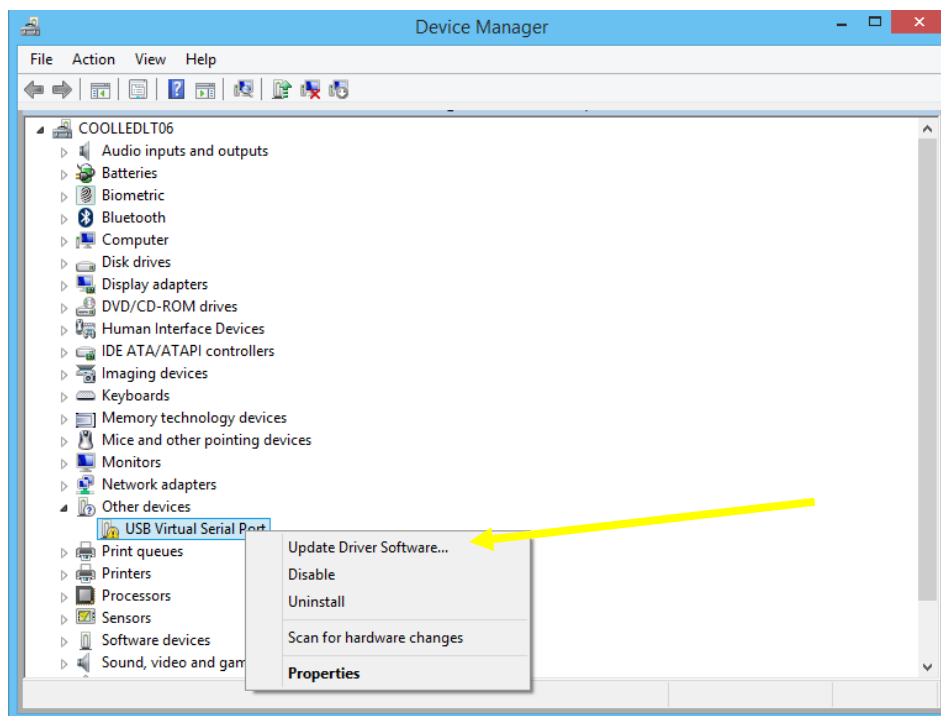 Device Manager
File Action View Help
COOLLEDLT06
Audio inputs and outputs
Batteries
Biometric
Bluetooth
Computer
Disk drives
Display adapters
DVD/CD-ROM drives
Human Interface Devices
IDE ATA/ATAPI controllers
Imaging devices
Keyboards
Memory technology devices
Mice and other pointing devices
Monitors
Network adapters
Other devices
USB Virtual Serial Port
Print queues
Printers
Processors
Sensors
Software devices
Sound, video and gam
Update Driver Software...
Disable
Uninstall
Scan for hardware changes
Properties